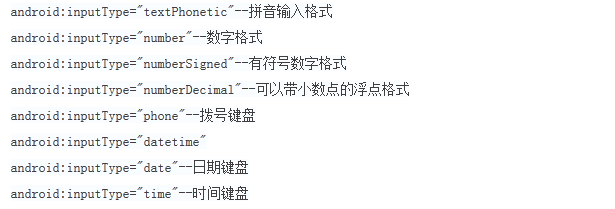 android:inputType="textPhonetic"--拼音输入格式
android:inputType="number"--数字格式
android:inputType="numberSigned"--有符号数字格式
android:inputType="numberDecimal"--可以带小数点的浮点格式
android:inputType="phone"--拨号键盘
android:inputType="datetime"
android:inputType="date"--日期键盘
android:inputType="time"--时间键盘